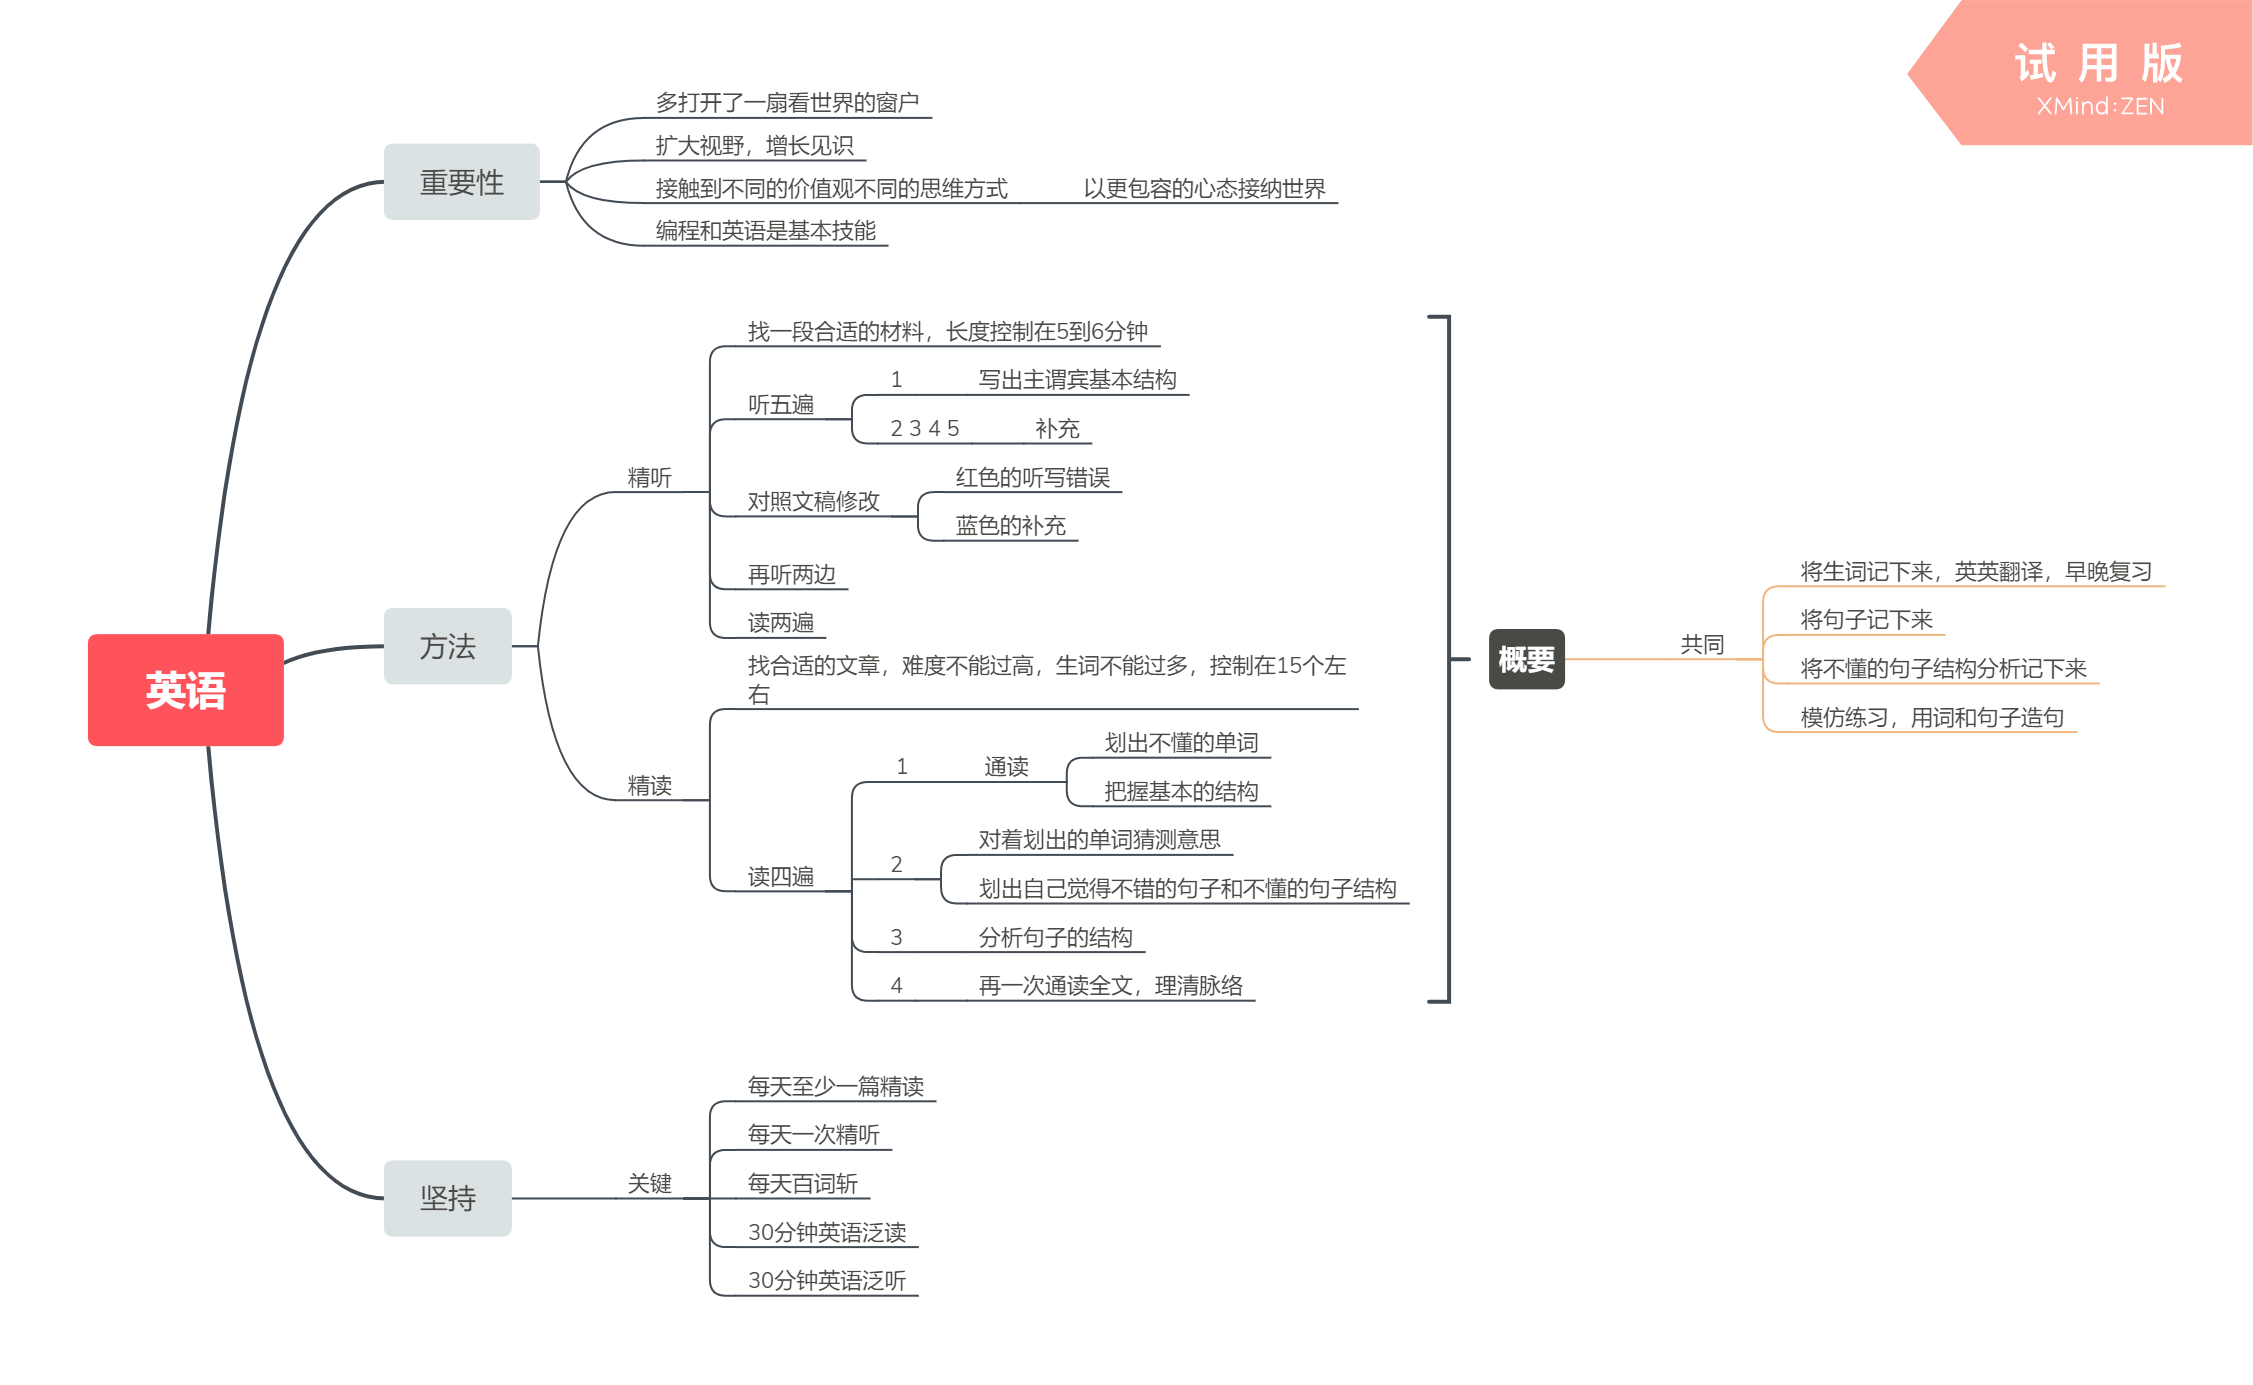 试用版
XMind:ZEN
英语
重要性
多打开了一扇看世界的窗户
扩大视野，增长见识
接触到不同的价值观不同的思维方式
以更包容的心态接纳世界
编程和英语是基本技能
方法
精听
找一段合适的材料，长度控制在5到6分钟
听五遍
1
写出主谓宾基本结构
2 3 4 5
补充
对照文稿修改
红色的听写错误
蓝色的补充
再听两边
读两遍
精读
找合适的文章，难度不能过高，生词不能过多，控制在15个左
右
读四遍
1
通读
划出不懂的单词
把握基本的结构
2
对着划出的单词猜测意思
划出自己觉得不错的句子和不懂的句子结构
3
分析句子的结构
4
再一次通读全文，理清脉络
概要
共同
将生词记下来，英英翻译，早晚复习
将句子记下来
将不懂的句子结构分析记下来
模仿练习，用词和句子造句
坚持
关键
每天至少一篇精读
每天一次精听
每天百词斩
30分钟英语泛读
30分钟英语泛听